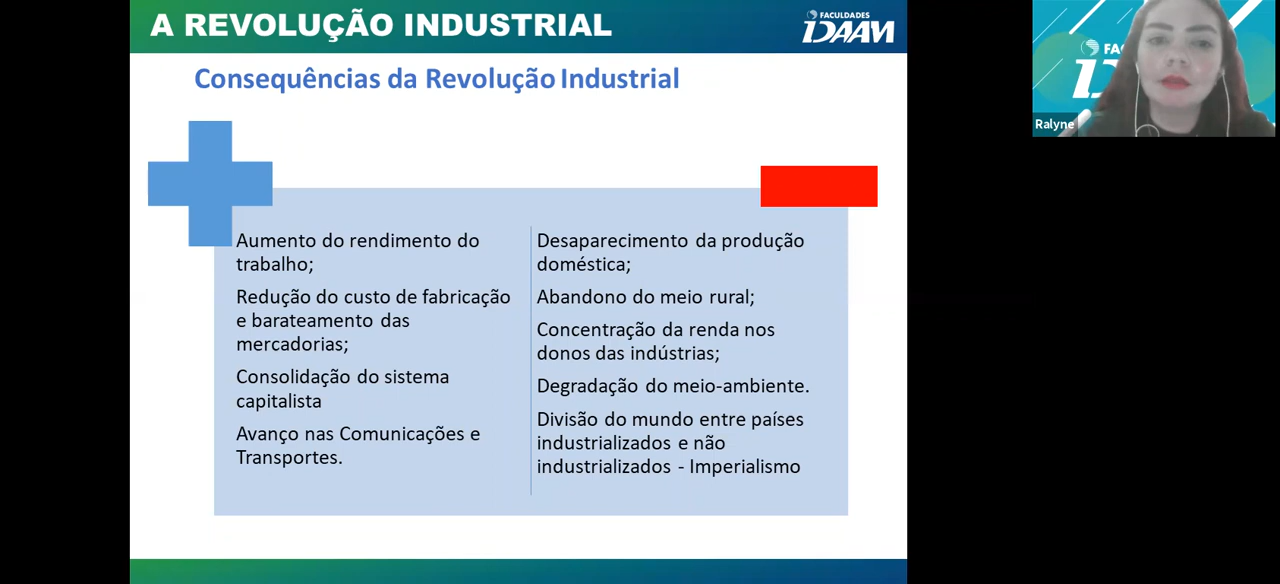 A REVOLUÇÃO INDUSTRIAL
FACULDADES
IDAAM
Consequências da Revolução Industrial
Aumento do rendimento do
trabalho;
Redução do custo de fabricação
e barateamento das
mercadorias;
Consolidação do sistema
capitalista
Avanço nas Comunicações e
Transportes.
Desaparecimento da produção
doméstica;
Abandono do meio rural;
Concentração da renda nos
donos das indústrias;
Degradação do meio-ambiente.
Divisão do mundo entre países
industrializados e não
industrializados - Imperialismo
Ralyne